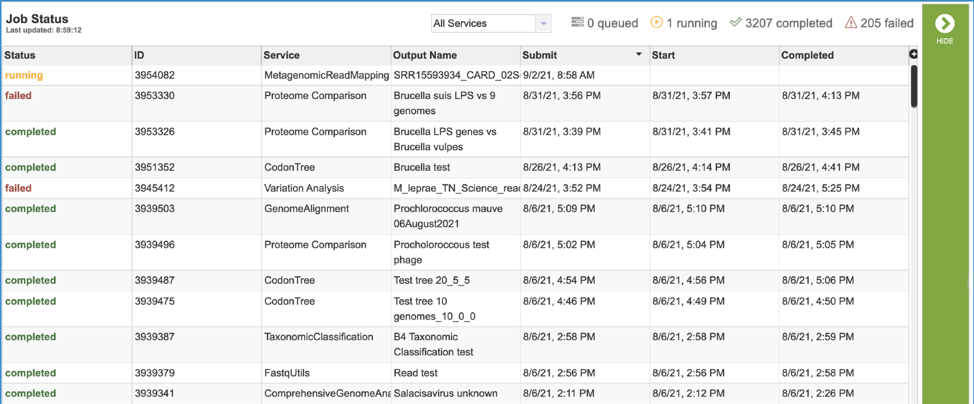 Job Status
Last updated: 8:59:12
All Services
0 queued
1 running
3207 completed
205 failed
HIDE
Status ID Service Output Name Submit Start Completed
running 3954082 MetagenomicReadMapping SRR15593934_CARD_02S 9/2/21, 8:58 AM
failed 3953330 Proteome Comparison Brucella suis LPS vs 9 8/31/21, 3:56 PM 8/31/21, 3:57 PM 8/31/21, 4:13 PM
genomes
completed 3953326 Proteome Comparison Brucella LPS genes vs 8/31/21, 3:39 PM 8/31/21, 3:41 PM 8/31/21, 3:45 PM
Brucella vulpes
completed 3951352 CodonTree Brucella test 8/26/21, 4:13 PM 8/26/21, 4:14 PM 8/26/21, 4:41 PM
failed 3945412 Variation Analysis M_leprae_TN_Science_rea 8/24/21, 3:52 PM 8/24/21, 3:54 PM 8/24/21, 5:25 PM
completed 3939503 GenomeAlignment Prochlorococcus mauve 8/6/21, 5:09 PM 8/6/21, 5:10 PM 8/6/21, 5:10 PM
06August2021
completed 3939496 Proteome Comparison Procholoroccous test 8/6/21, 5:02 PM 8/6/21, 5:04 PM 8/6/21, 5:05 PM
phage
completed 3939487 CodonTree Test tree 20_5_5 8/6/21, 4:54 PM 8/6/21, 4:56 PM 8/6/21, 5:06 PM
completed 3939475 CodonTree Test tree 10 8/6/21, 4:46 PM 8/6/21, 4:49 PM 8/6/21, 4:50 PM
genomes_10_0_0
completed 3939387 TaxonomicClassification B4 Taxonomic 8/6/21, 2:58 PM 8/6/21, 2:58 PM 8/6/21, 2:59 PM
Classification test
completed 3939379 FastqUtils Read test 8/6/21, 2:56 PM 8/6/21, 2:56 PM 8/6/21, 2:58 PM
completed 3939341 ComprehensiveGenomeAna Salacisavirus unknown 8/6/21, 2:11 PM 8/6/21, 2:12 PM 8/6/21, 2:26 PM